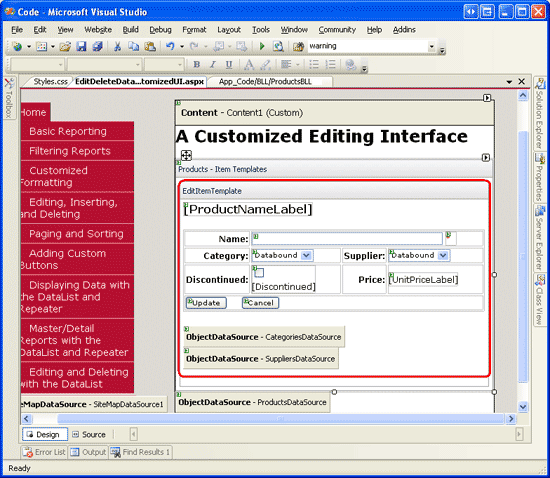 Code - Microsoft Visual Studio
File Edit View Website Build Debug Format Layout Tools Window Community Help Addins
warning
Styles.css EditDeleteData...tomizedUI.aspx App_Code/BLL/ProductsBLL
Toolbox
Home
Basic Reporting
Filtering Reports
Customized
Formatting
Editing, Inserting,
and Deleting
Paging and Sorting
Adding Custom
Buttons
Displaying Data with
the DataList and
Repeater
Master/Detail
Reports with the
DataList and Repeater
Editing and Deleting
with the DataList
teMapDataSource - SiteMapDataSource1
Content - Content1 (Custom)
A Customized Editing Interface
Products - Item Templates
EditItemTemplate
[ProductNameLabel]
Name:
Category: Databound Supplier: Databound
Discontinued: [Discontinued] Price: [UnitPriceLabel]
Update Cancel
ObjectDataSource - CategoriesDataSource
ObjectDataSource - SuppliersDataSource
ObjectDataSource - ProductsDataSource
Solution Explorer
Properties
Server Explorer
Class View
Design Source
Error List Output Find Results 1
Ready